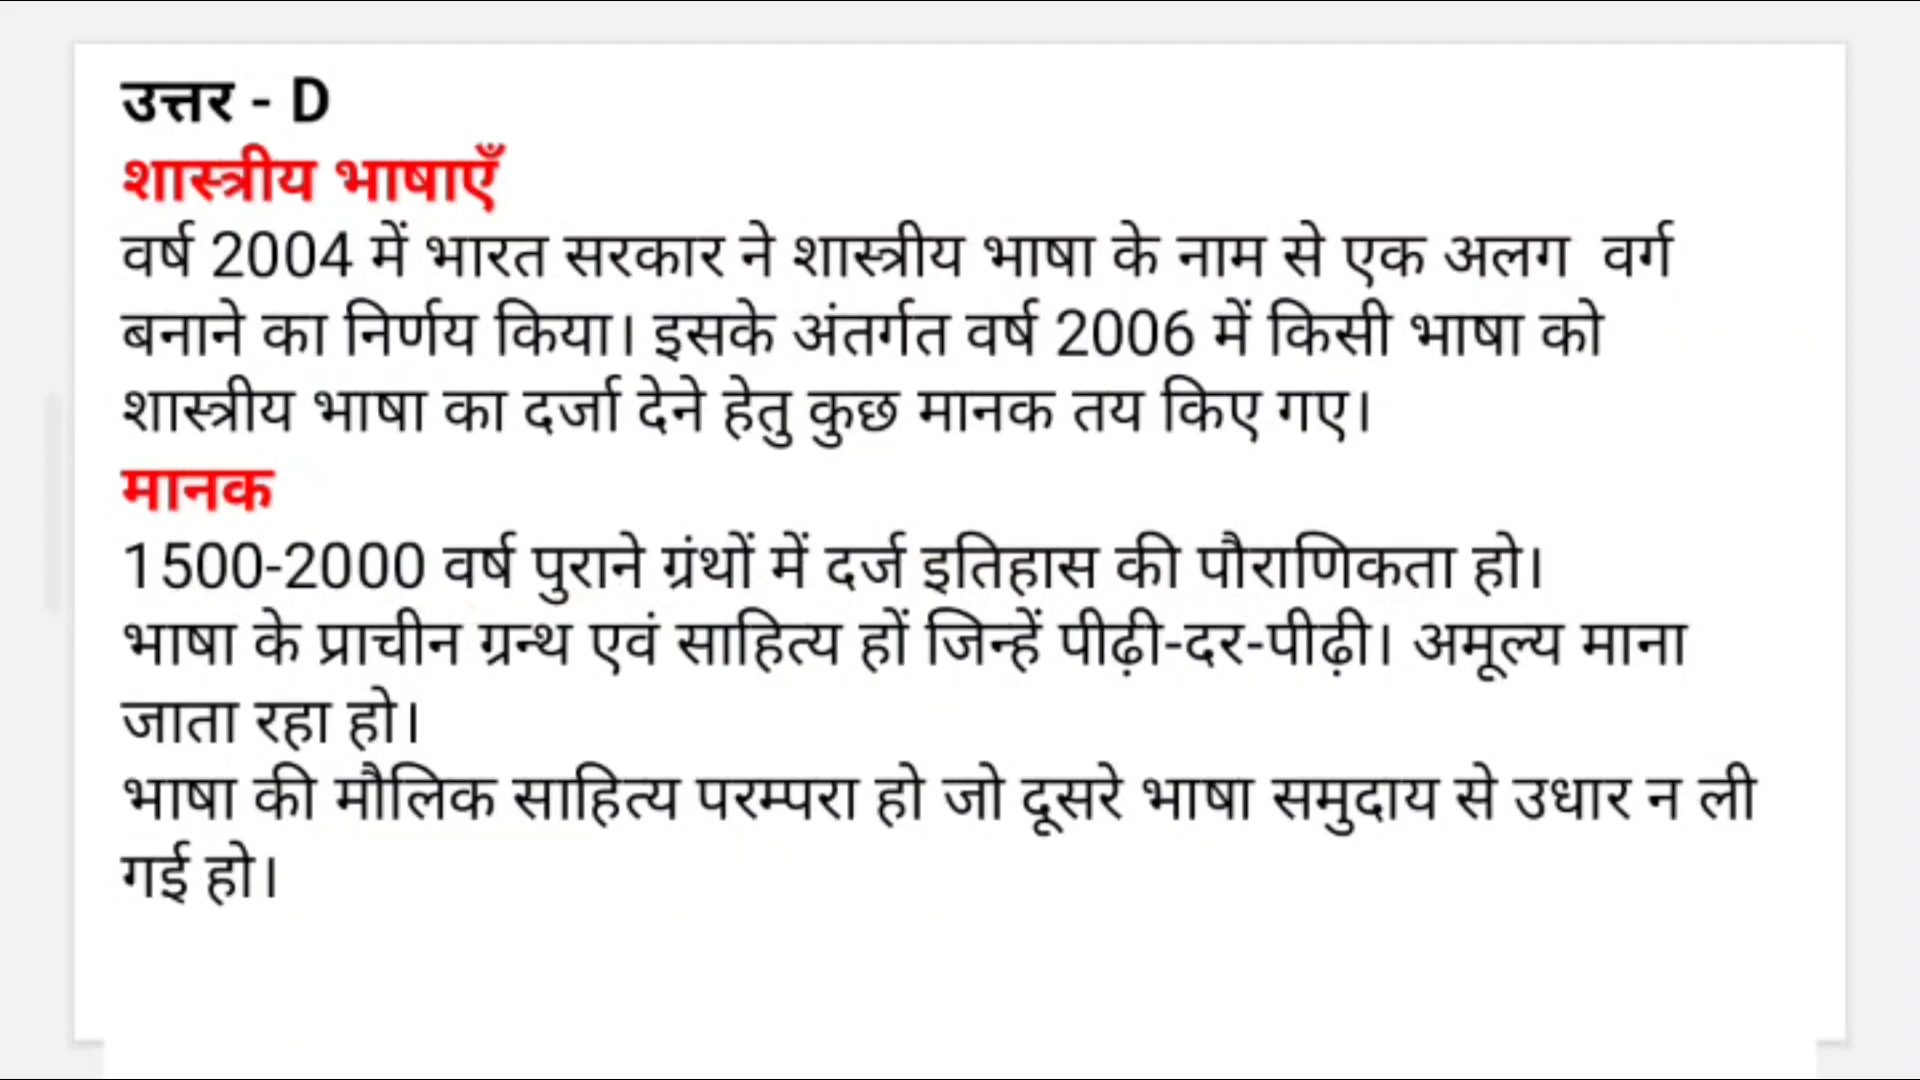 उत्तर - D
शास्त्रीय भाषाएँ
वर्ष 2004 में भारत सरकार ने शास्त्रीय भाषा के नाम से एक अलग  वर्ग
बनाने का निर्णय किया। इसके अंतर्गत वर्ष 2006 में किसी भाषा को
शास्त्रीय भाषा का दर्जा देने हेतु कुछ मानक तय किए गए।
मानक
1500-2000 वर्ष पुराने ग्रंथों में दर्ज इतिहास की पौराणिकता हो।
भाषा के प्राचीन ग्रन्थ एवं साहित्य हों जिन्हें पीढ़ी-दर-पीढ़ी। अमूल्य माना
जाता रहा हो।
भाषा की मौलिक साहित्य परम्परा हो जो दूसरे भाषा समुदाय से उधार न ली
गई हो।